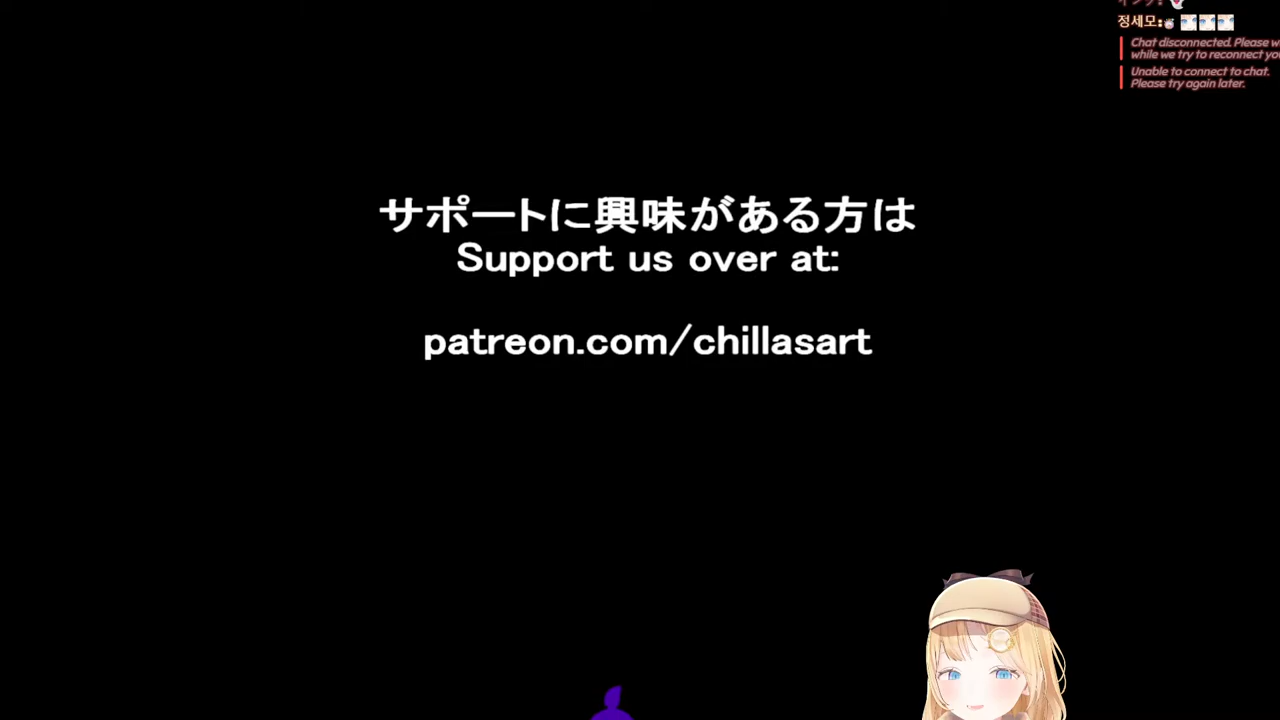 정세모:
Chat disconnected. Please w
while we try to reconnect yo
Unable to connect to chat.
Please try again later.
サポートに興味がある方は
Support us over at:
patreon.com/chillasart